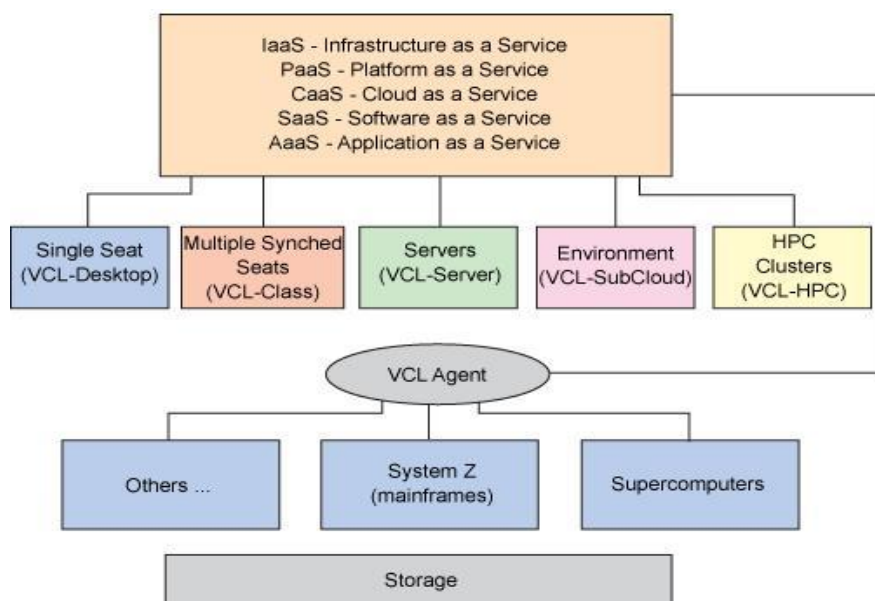 IaaS - Infrastructure as a Service
PaaS - Platform as a Service
CaaS - Cloud as a Service
SaaS - Software as a Service
AaaS - Application as a Service
Single Seat
(VCL-Desktop)
Multiple Synched
Seats
(VCL-Class)
Servers
(VCL-Server)
Environment
(VCL-SubCloud)
HPC
Clusters
(VCL-HPC)
VCL Agent
Others ...
System Z
(mainframes)
Supercomputers
Storage